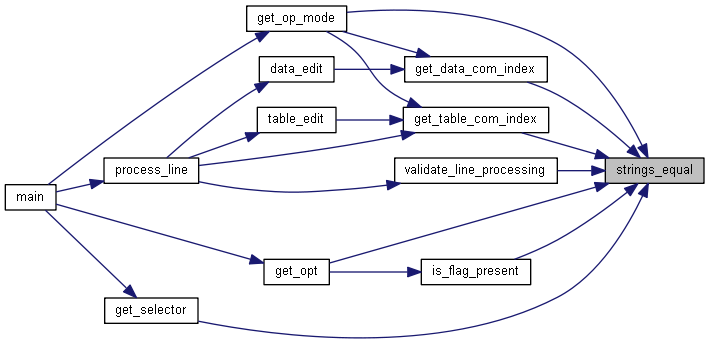 get_op_mode
data_edit
get_data_com_index
table_edit
get_table_com_index
process_line
validate_line_processing
strings_equal
main
get_opt
is_flag_present
get_selector